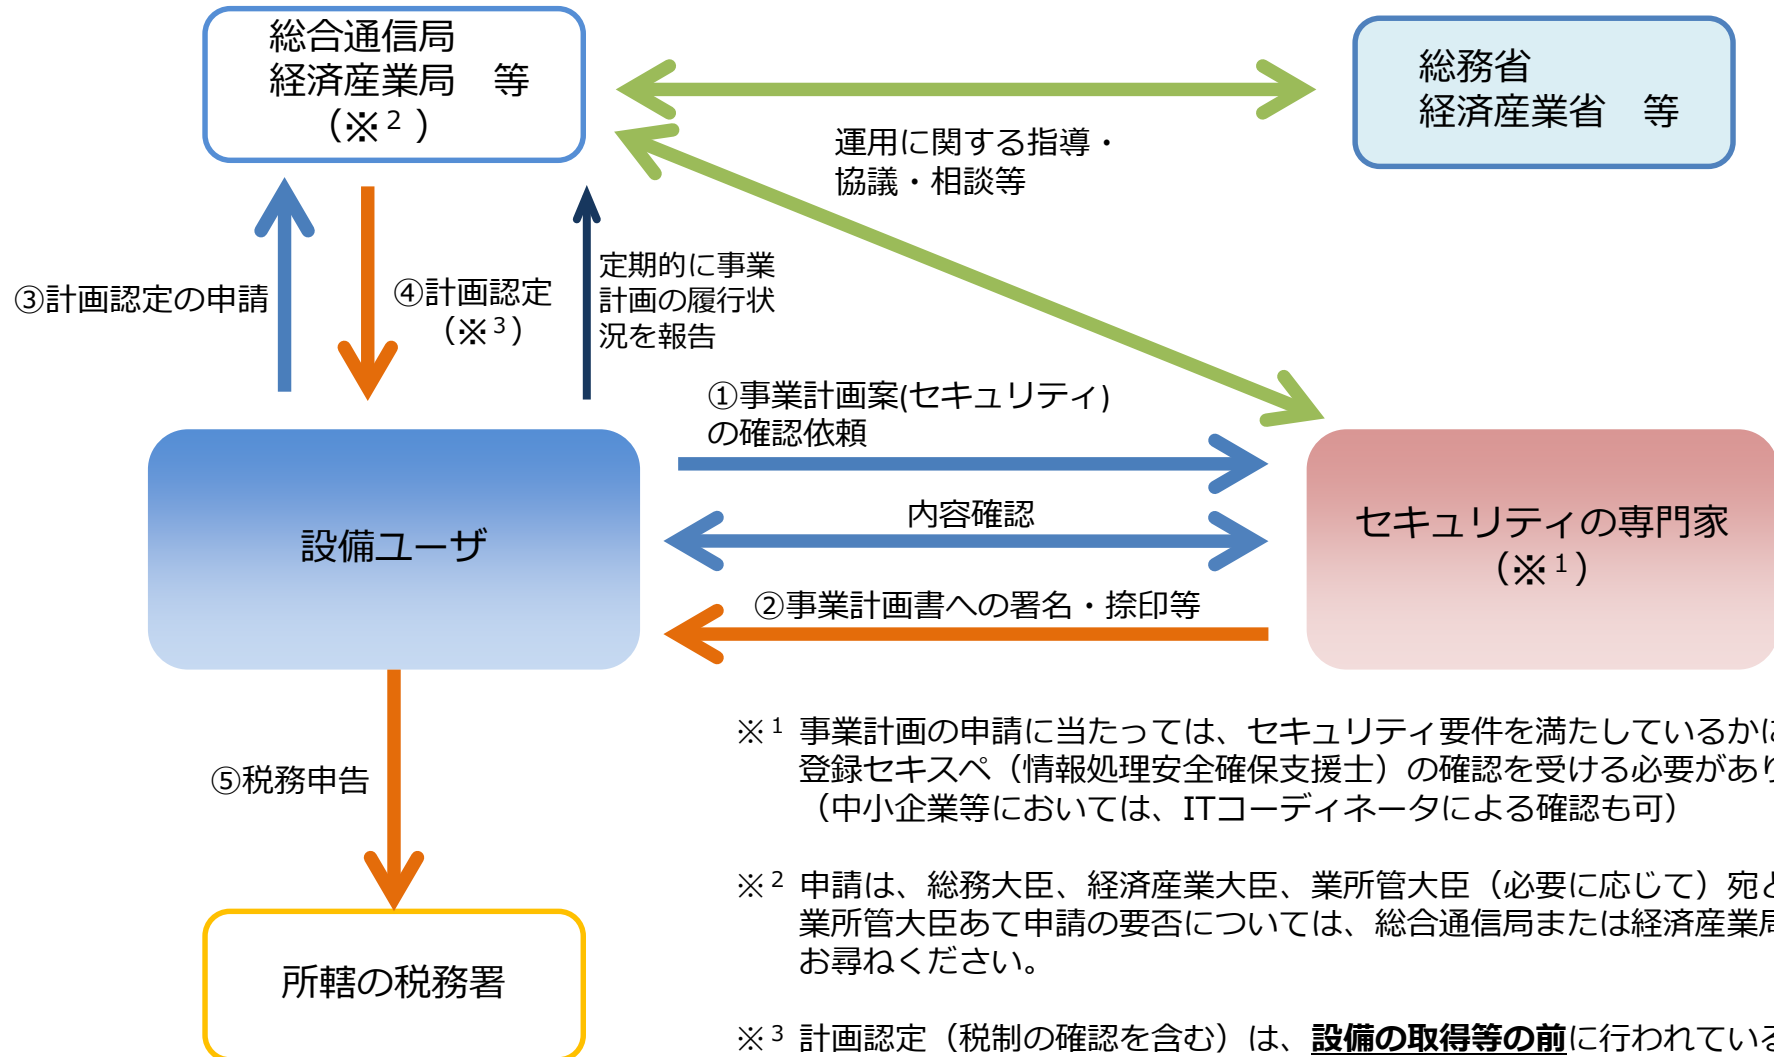 総合通信局
経済産業局　等
（※2 ）
総務省
経済産業省　等
運用に関する指導・
協議・相談等
③計画認定の申請
④計画認定
（※3）
定期的に事業
計画の履行状
況を報告
①事業計画案(セキュリティ)
の確認依頼
内容確認
②事業計画書への署名・捺印等
設備ユーザ
セキュリティの専門家
（※1）
⑤税務申告
所轄の税務署
※1 事業計画の申請に当たっては、セキュリティ要件を満たしているかに
登録セキスペ（情報処理安全確保支援士）の確認を受ける必要があり
（中小企業等においては、ITコーディネータによる確認も可）
※2 申請は、総務大臣、経済産業大臣、業所管大臣（必要に応じて）宛と
業所管大臣あて申請の要否については、総合通信局または経済産業局
お尋ねください。
※3 計画認定（税制の確認を含む）は、設備の取得等の前に行われている